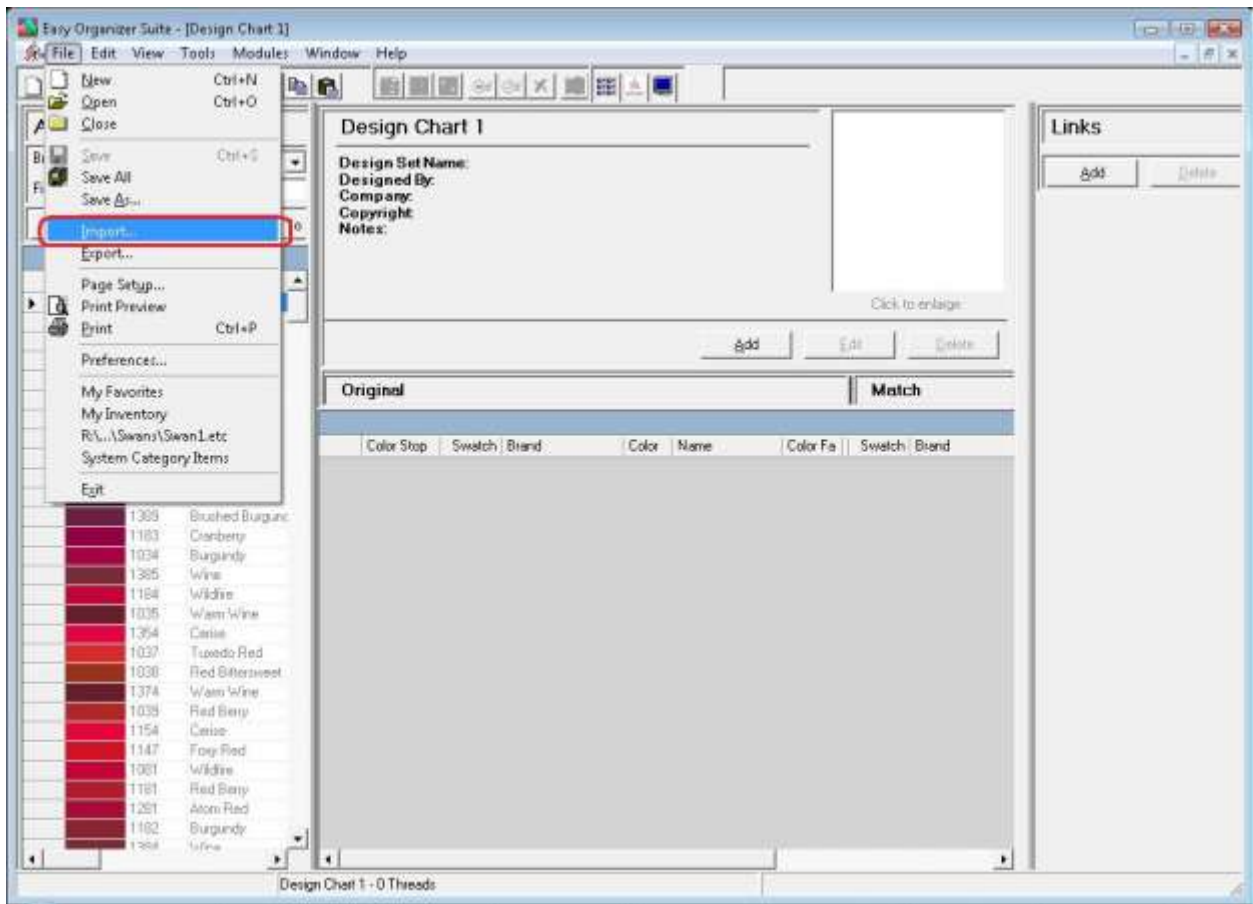 Easy Organizer Suite - [Design Chart 1]
File Edit View Tools Modules Window Help
New Ctrl+N
Open Ctrl+O
Close
Save Ctrl+S
Save All
Save As...
Import...
Export...
Page Setup...
Print Preview
Print Ctrl+P
Preferences...
My Favorites
My Inventory
R:\...\Swans\Swan1.etc
System Category Items
Exit
Design Chart 1
Design Set Name:
Designed By:
Company:
Copyright
Notes:
Click to enlarge
Add Edit Delete
Links
Add Delete
Original Match
Color Stop Swatch Brand Color Name Color Fa Swatch Brand
1389 Brushed Burgunc
1183 Cranberry
1034 Burgundy
1385 Wine
1184 Wildfire
1035 Warm Wine
1354 Cerise
1037 Tuxedo Red
1038 Red Bittersweet
1374 Warm Wine
1039 Red Berry
1154 Cerise
1147 Foxy Red
1081 Wildfire
1181 Red Berry
1281 Atom Red
1182 Burgundy
1384 Wine
Design Chart 1 - 0 Threads